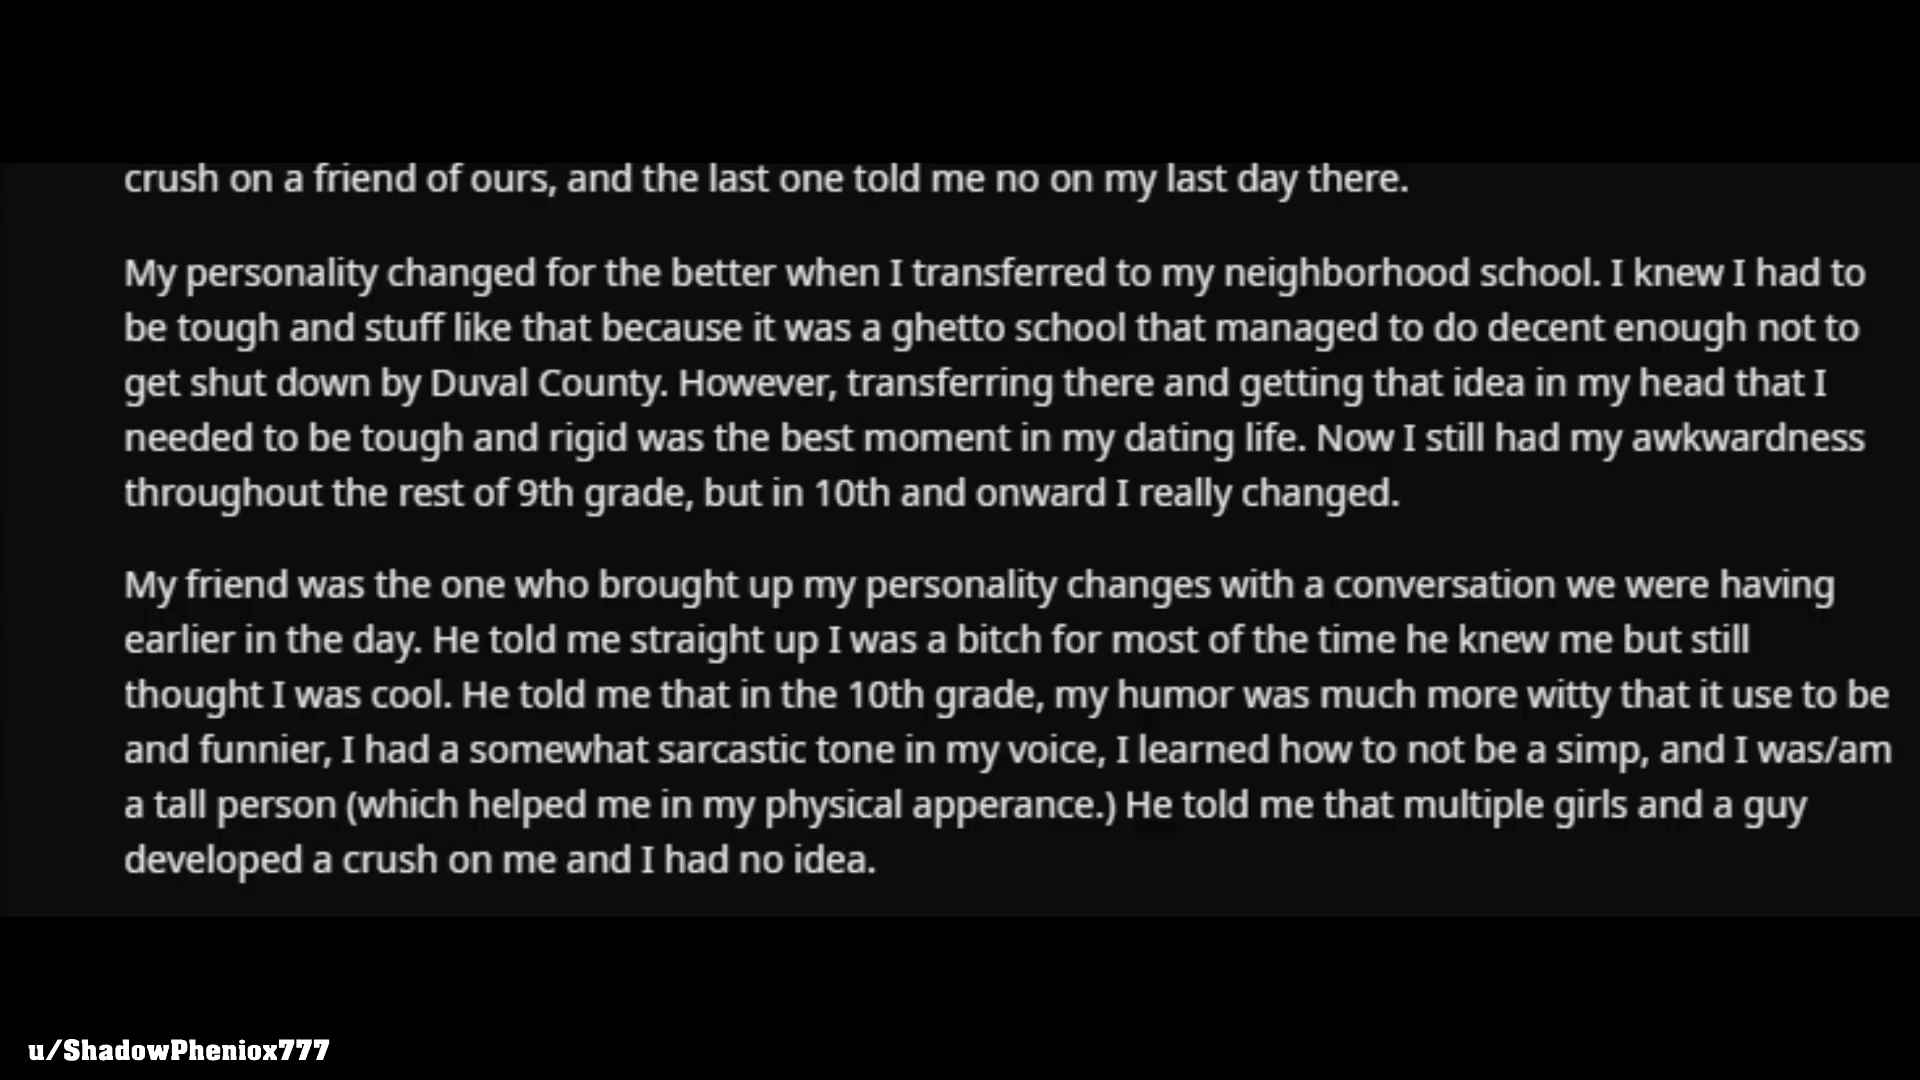 crush on a friend of ours, and the last one told me no on my last day there.
My personality changed for the better when I transferred to my neighborhood school. I knew I had to
be tough and stuff like that because it was a ghetto school that managed to do decent enough not to
get shut down by Duval County. However, transferring there and getting that idea in my head that I
needed to be tough and rigid was the best moment in my dating life. Now I still had my awkwardness
throughout the rest of 9th grade, but in 10th and onward I really changed.
My friend was the one who brought up my personality changes with a conversation we were having
earlier in the day. He told me straight up I was a bitch for most of the time he knew me but still
thought I was cool. He told me that in the 10th grade, my humor was much more witty that it use to be
and funnier, I had a somewhat sarcastic tone in my voice, I learned how to not be a simp, and I was/am
a tall person (which helped me in my physical apperance.) He told me that multiple girls and a guy
developed a crush on me and I had no idea.
u/ShadowPheniox777